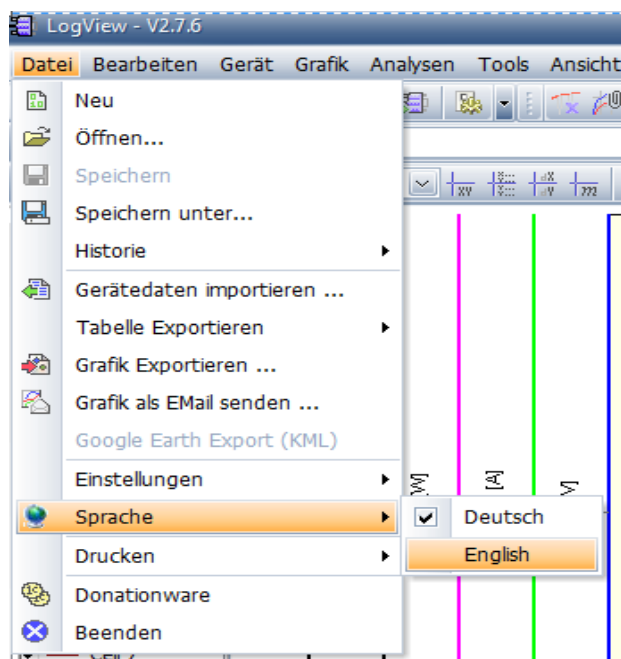 LogView - V2.7.6
Datei Bearbeiten Gerät Grafik Analysen Tools Ansicht
Neu
Öffnen...
Speichern
Speichern unter...
Historie
Gerätedaten importieren ...
Tabelle Exportieren
Grafik Exportieren ...
Grafik als EMail senden ...
Google Earth Export (KML)
Einstellungen
[A]
Sprache
Deutsch
English
Drucken
Donationware
Beenden